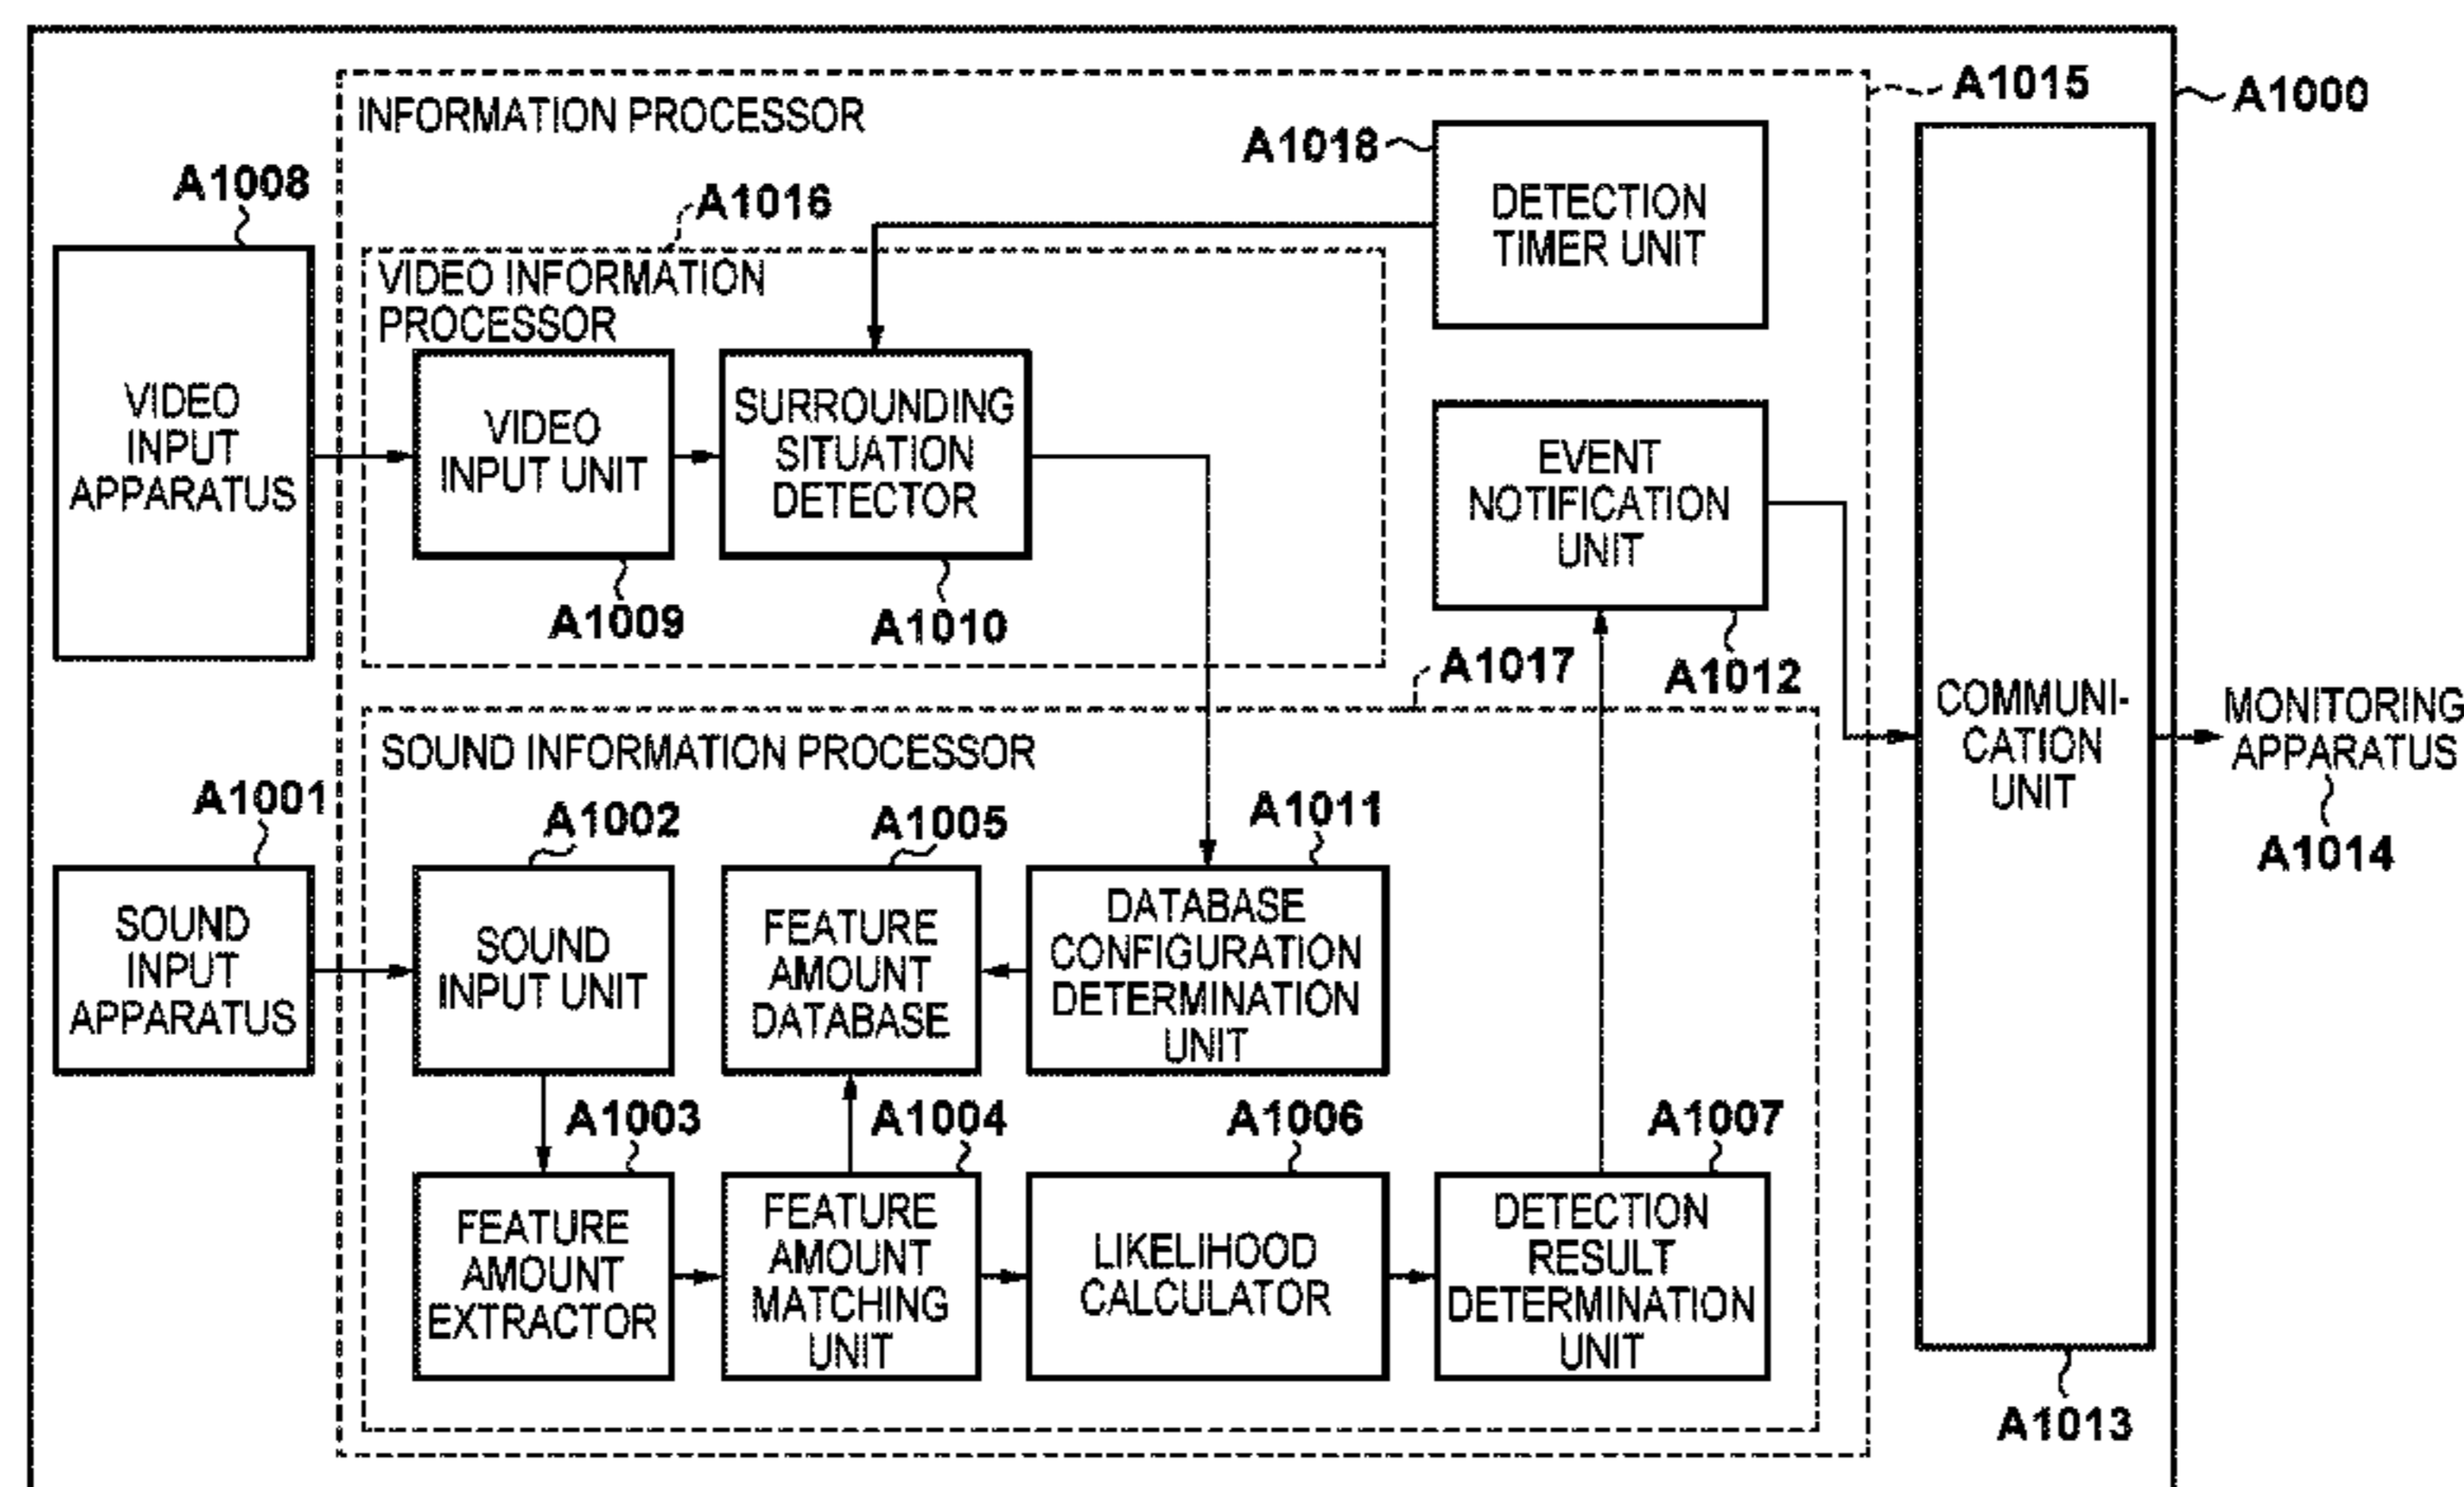 A1000
A1015
INFORMATION PROCESSOR
A1018
DETECTION
TIMER UNIT
A1008
VIDEO
INPUT
APPARATUS
A1016
VIDEO INFORMATION
PROCESSOR
VIDEO
INPUT UNIT
A1009
SURROUNDING
SITUATION
DETECTOR
A1010
EVENT
NOTIFICATION
UNIT
A1012
A1017
SOUND INFORMATION PROCESSOR
COMMUNI-
CATION
UNIT
A1013
MONITORING
APPARATUS
A1014
A1001
SOUND
INPUT
APPARATUS
A1002
SOUND
INPUT UNIT
A1005
FEATURE
AMOUNT
DATABASE
A1011
DATABASE
CONFIGURATION
DETERMINATION
UNIT
A1003
FEATURE
AMOUNT
EXTRACTOR
A1004
FEATURE
AMOUNT
MATCHING
UNIT
A1006
LIKELIHOOD
CALCULATOR
A1007
DETECTION
RESULT
DETERMINATION
UNIT